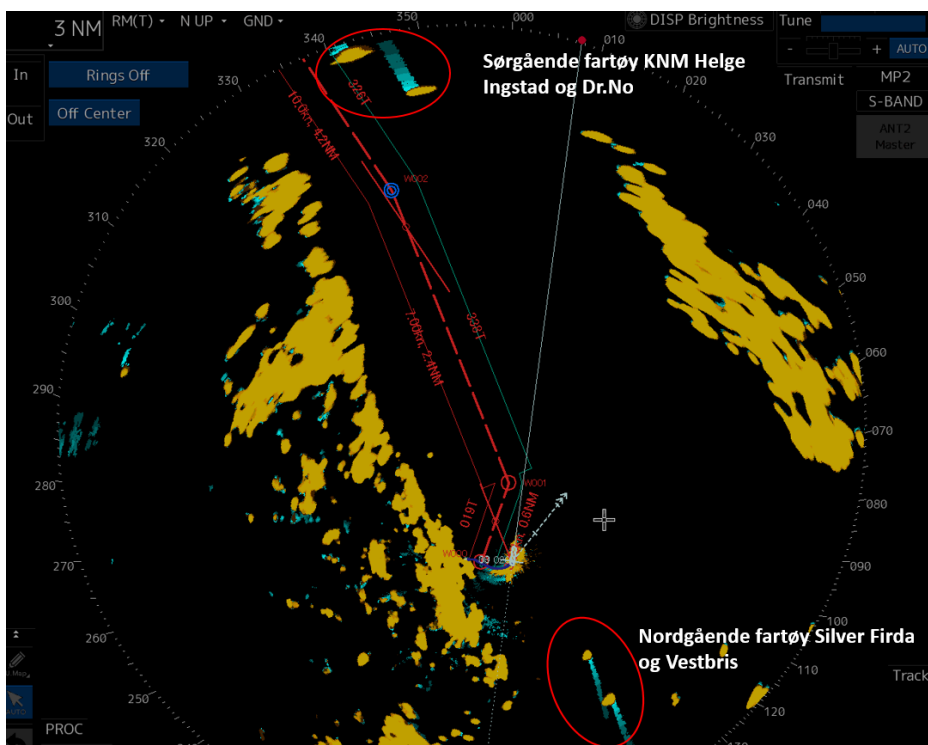 3 NM
RM(T)
N UP
GND
350
000
DISP Brightness
Tune
-
+
AUTO
In
Rings Off
Out
Off Center
Transmit
MP2
S-BAND
ANT2
Master
Sørgående fartøy KNM Helge
Ingstad og Dr.No
340
010
330
020
320
030
310
040
300
050
290
060
280
070
270
080
260
090
100
110
120
326T
10.0kn, 4.2NM
W002
338T
7.00kn, 2.4NM
W001
019T
0.6NM
W000
Nordgående fartøy Silver Firda
og Vestbris
Track
AUTO
PROC